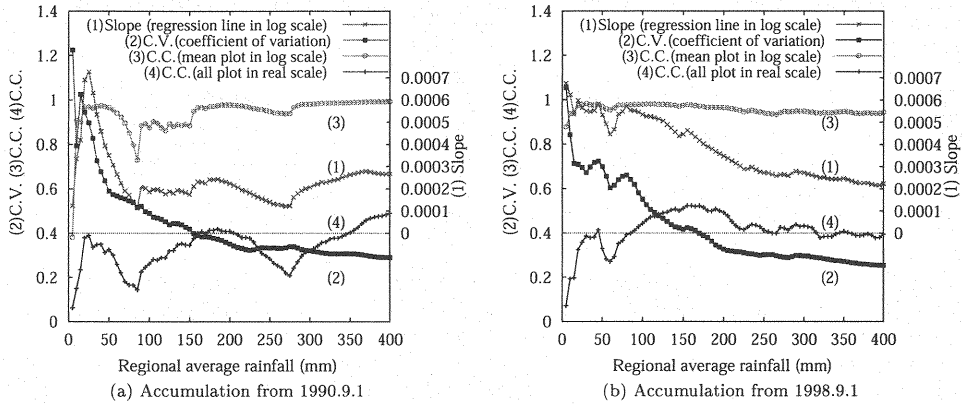 1.4
1.2
1
0.8
0.6
0.4
0.2
0
(2)C.V. (3)C.C. (4)C.C.
(1)Slope (regression line in log scale)
(2)C.V. (coefficient of variation)
(3)C.C. (mean plot in log scale)
(4)C.C. (all plot in real scale)
(3)
(1)
(4)
(2)
0.0007
0.0006
0.0005
0.0004
0.0003
0.0002
0.0001
0
(1) Slope
0 50 100 150 200 250 300 350 400
Regional average rainfall (mm)
(a) Accumulation from 1990.9.1
1.4
1.2
1
0.8
0.6
0.4
0.2
0
(2)C.V. (3)C.C. (4)C.C.
(1)Slope (regression line in log scale)
(2)C.V. (coefficient of variation)
(3)C.C. (mean plot in log scale)
(4)C.C. (all plot in real scale)
(3)
(1)
(4)
(2)
0.0007
0.0006
0.0005
0.0004
0.0003
0.0002
0.0001
0
(1) Slope
0 50 100 150 200 250 300 350 400
Regional average rainfall (mm)
(b) Accumulation from 1998.9.1